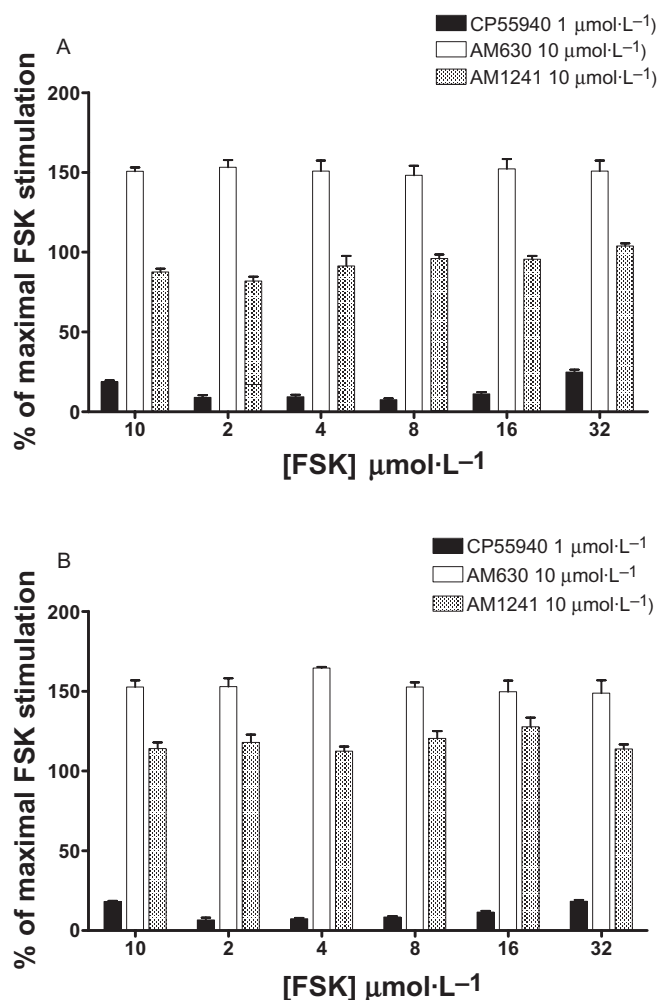 CP55940 1 μmol·L–1)
A
AM630 10 μmol·L–1)
AM1241 10 μmol·L–1)
% of maximal FSK stimulation
200
150
100
50
0
10 2 4 8 16 32
[FSK] μmol·L–1
B
CP55940 1 μmol·L–1
AM630 10 μmol·L–1
AM1241 10 μmol·L–1)
% of maximal FSK stimulation
200
150
100
50
0
10 2 4 8 16 32
[FSK] μmol·L–1